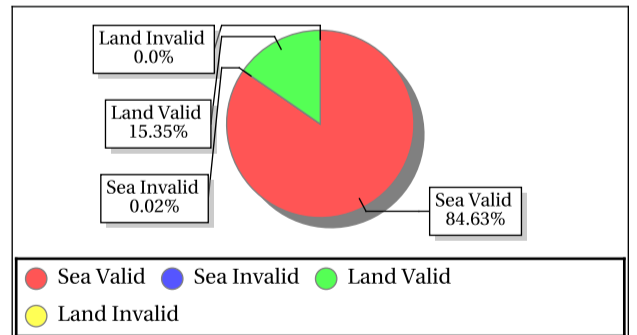 Land Invalid
0.0%
Land Valid
15.35%
Sea Invalid
0.02%
Sea Valid
84.63%
Sea Valid Sea Invalid Land Valid
Land Invalid